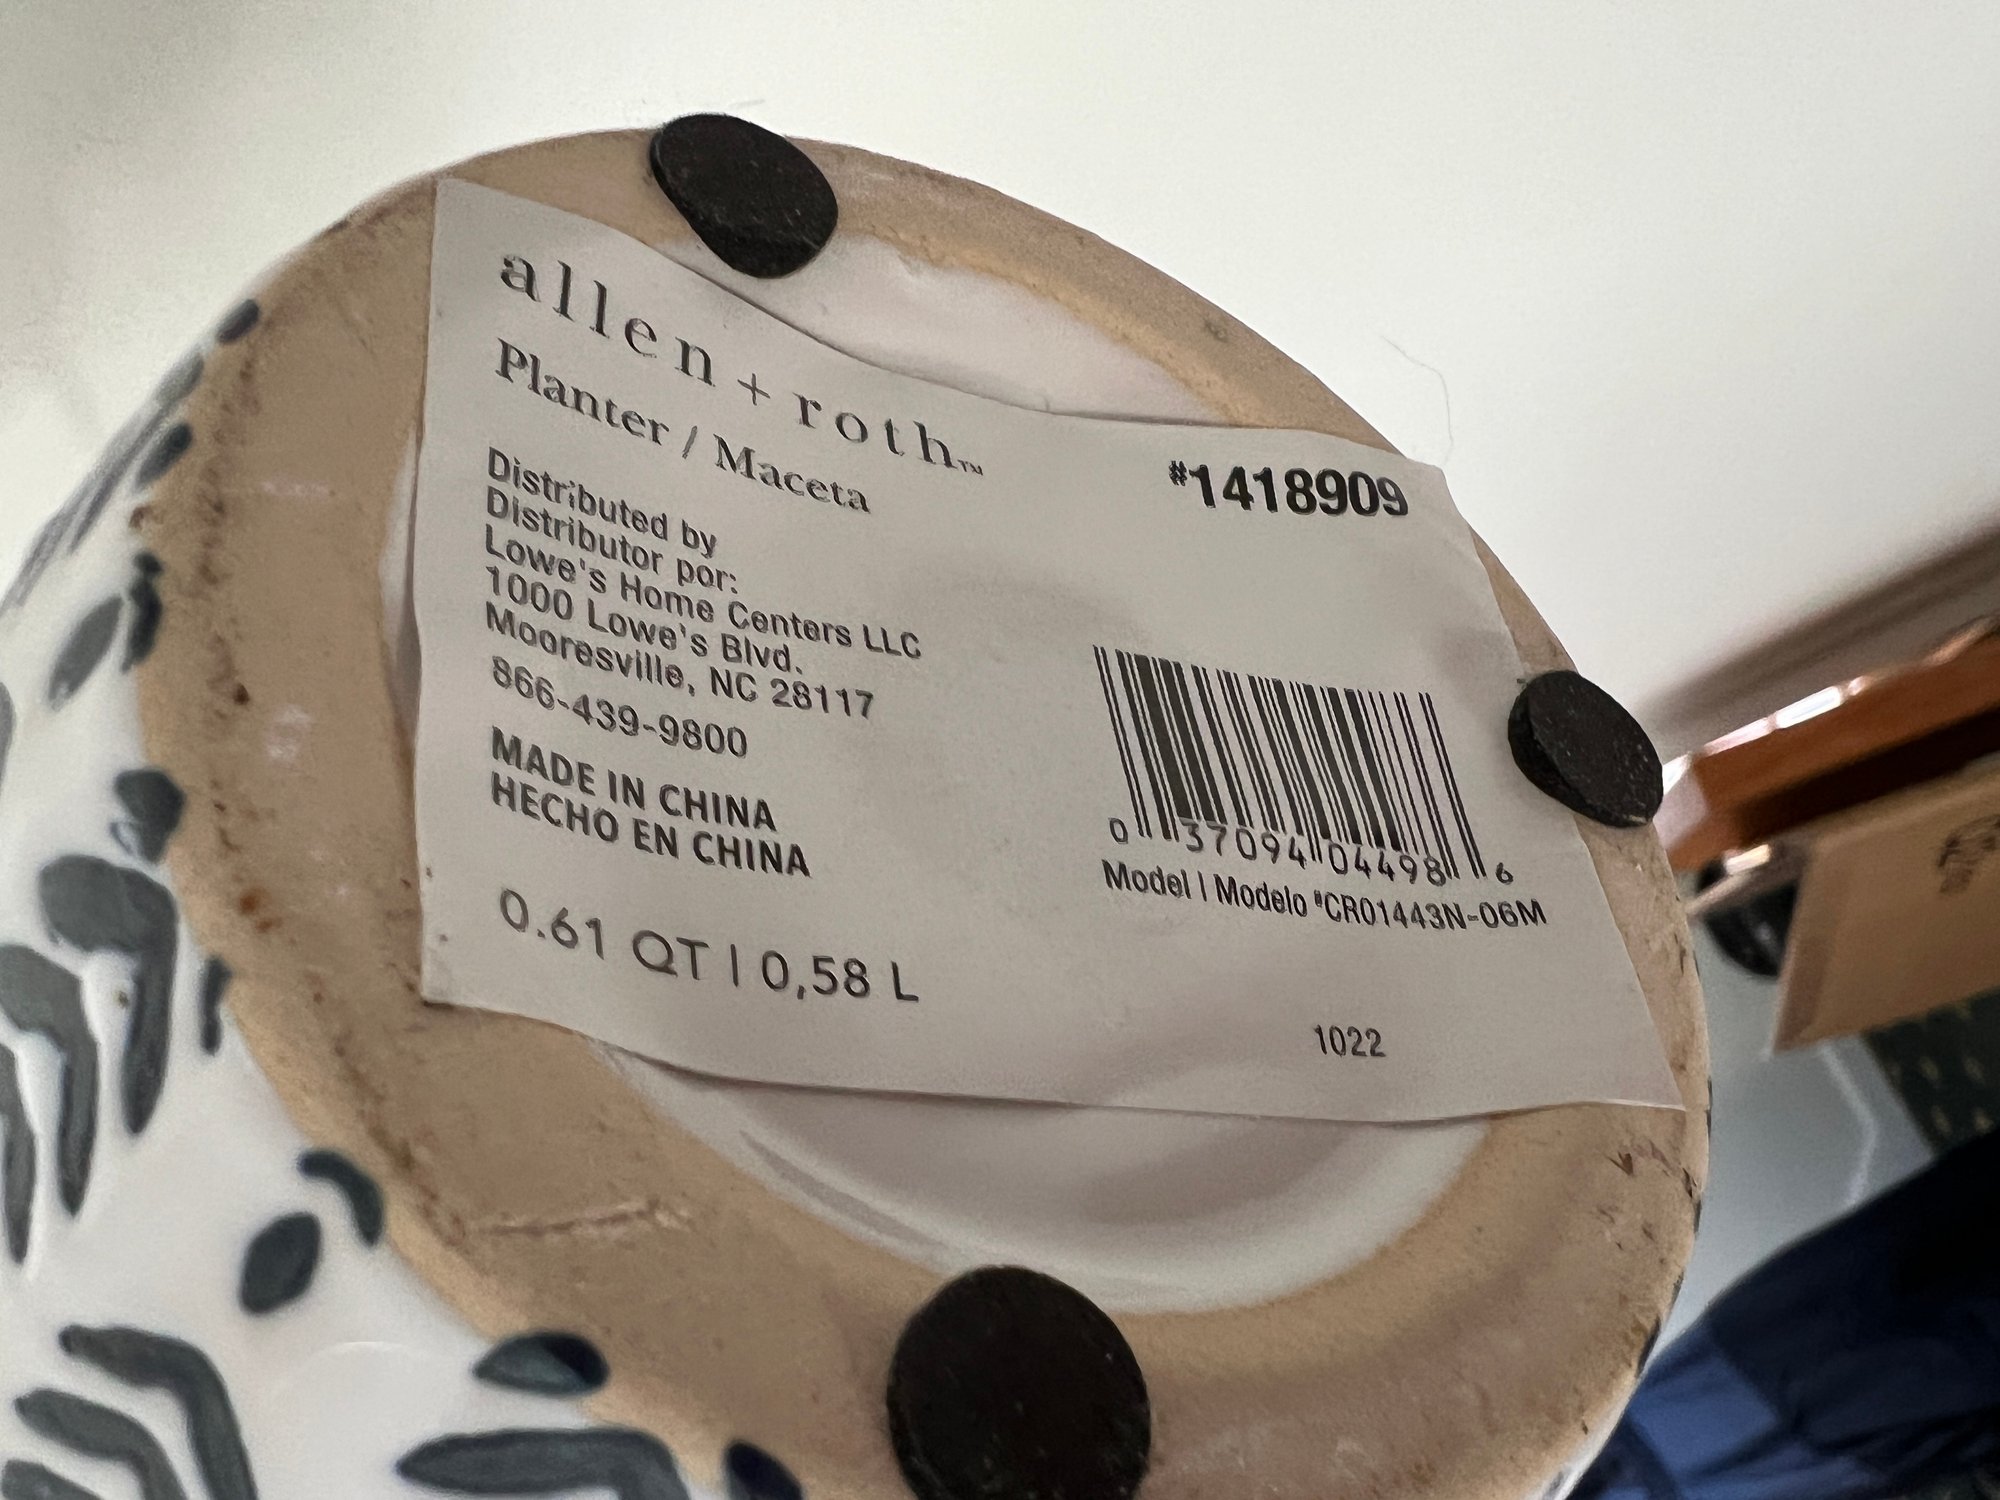 allen + roth™
Planter / Maceta
Distributed by
Distributor por:
Lowe's Home Centers LLC
1000 Lowe's Blvd.
Mooresville, NC 28117
866-439-9800
MADE IN CHINA
HECHO EN CHINA
0.61 QT | 0,58 L
#1418909
0 37094 04498 6
Model | Modelo #CR01443N-06M
1022